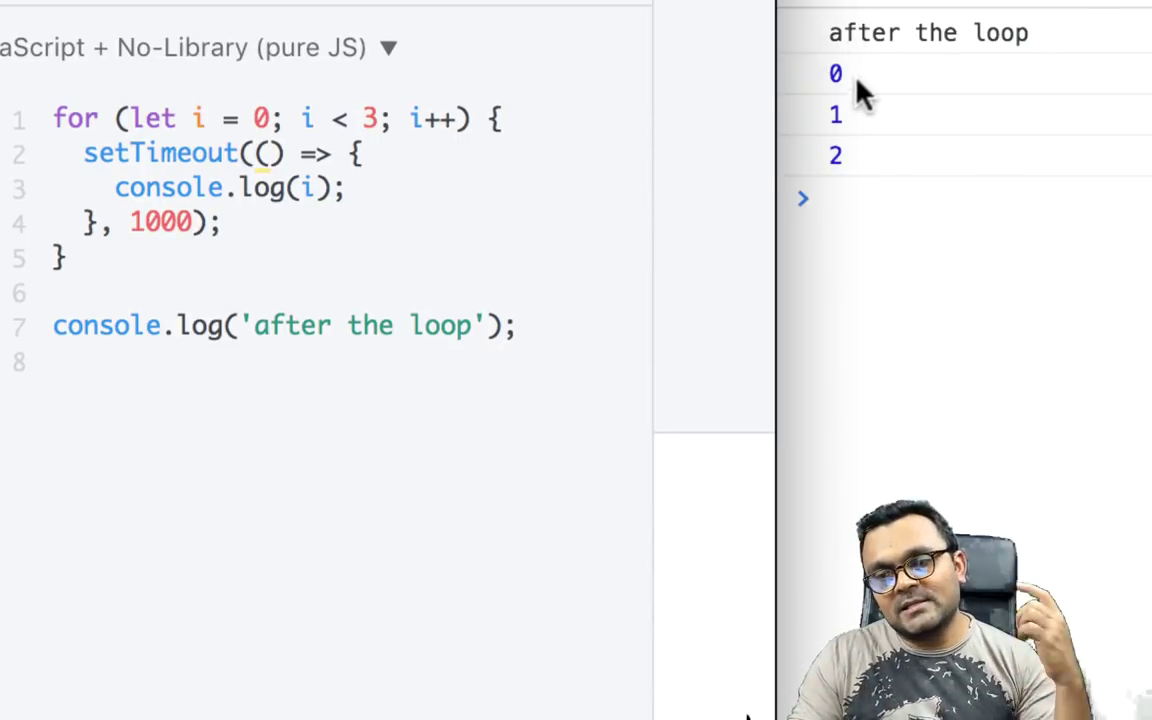 aScript + No-Library (pure JS) ▼
1 for (let i = 0; i < 3; i++) {
2 setTimeout(() => {
3 console.log(i);
4 }, 1000);
5 }
6
7 console.log('after the loop');
8
after the loop
0
1
2
>